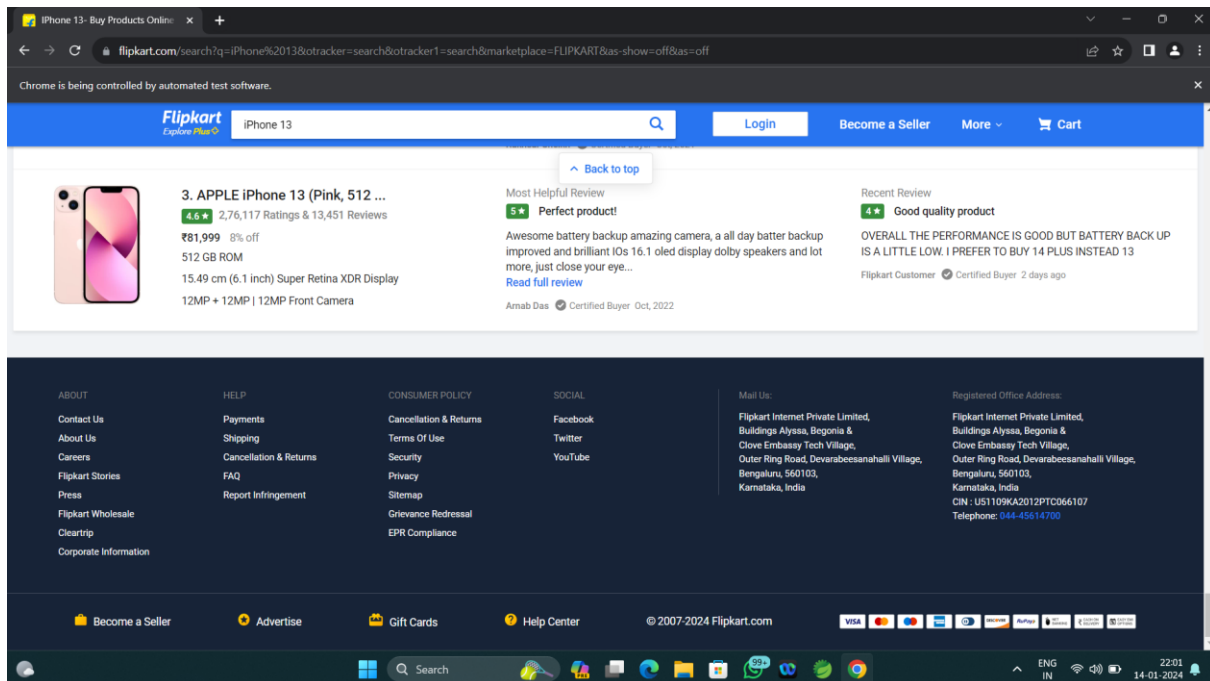 IPhone 13- Buy Products Online
flipkart.com/search?q=iPhone%2013&otracker=search&otracker1=search&marketplace=FLIPKART&as-show=off&as=off
Chrome is being controlled by automated test software.
Flipkart
Explore Plus
iPhone 13
Login
Become a Seller
More
Cart
Back to top
3. APPLE iPhone 13 (Pink, 512 ...
4.6★ 2,76,117 Ratings & 13,451 Reviews
₹81,999 8% off
512 GB ROM
15.49 cm (6.1 inch) Super Retina XDR Display
12MP + 12MP | 12MP Front Camera
Most Helpful Review
5★ Perfect product!
Awesome battery backup amazing camera, a all day batter backup
improved and brilliant IOs 16.1 oled display dolby speakers and lot
more, just close your eye...
Read full review
Arnab Das Certified Buyer Oct, 2022
Recent Review
4★ Good quality product
OVERALL THE PERFORMANCE IS GOOD BUT BATTERY BACK UP
IS A LITTLE LOW. I PREFER TO BUY 14 PLUS INSTEAD 13
Flipkart Customer Certified Buyer 2 days ago
ABOUT
Contact Us
About Us
Careers
Flipkart Stories
Press
Flipkart Wholesale
Cleartrip
Corporate Information
HELP
Payments
Shipping
Cancellation & Returns
FAQ
Report Infringement
CONSUMER POLICY
Cancellation & Returns
Terms Of Use
Security
Privacy
Sitemap
Grievance Redressal
EPR Compliance
SOCIAL
Facebook
Twitter
YouTube
Mail Us:
Flipkart Internet Private Limited,
Buildings Alyssa, Begonia &
Clove Embassy Tech Village,
Outer Ring Road, Devarabeesanahalli Village,
Bengaluru, 560103,
Karnataka, India
Registered Office Address:
Flipkart Internet Private Limited,
Buildings Alyssa, Begonia &
Clove Embassy Tech Village,
Outer Ring Road, Devarabeesanahalli Village,
Bengaluru, 560103,
Karnataka, India
CIN : U51109KA2012PTC066107
Telephone: 044-45614700
Become a Seller
Advertise
Gift Cards
Help Center
© 2007-2024 Flipkart.com
VISA
DISCOVER
RuPay
Search
99+
ENG
IN
22:01
14-01-2024